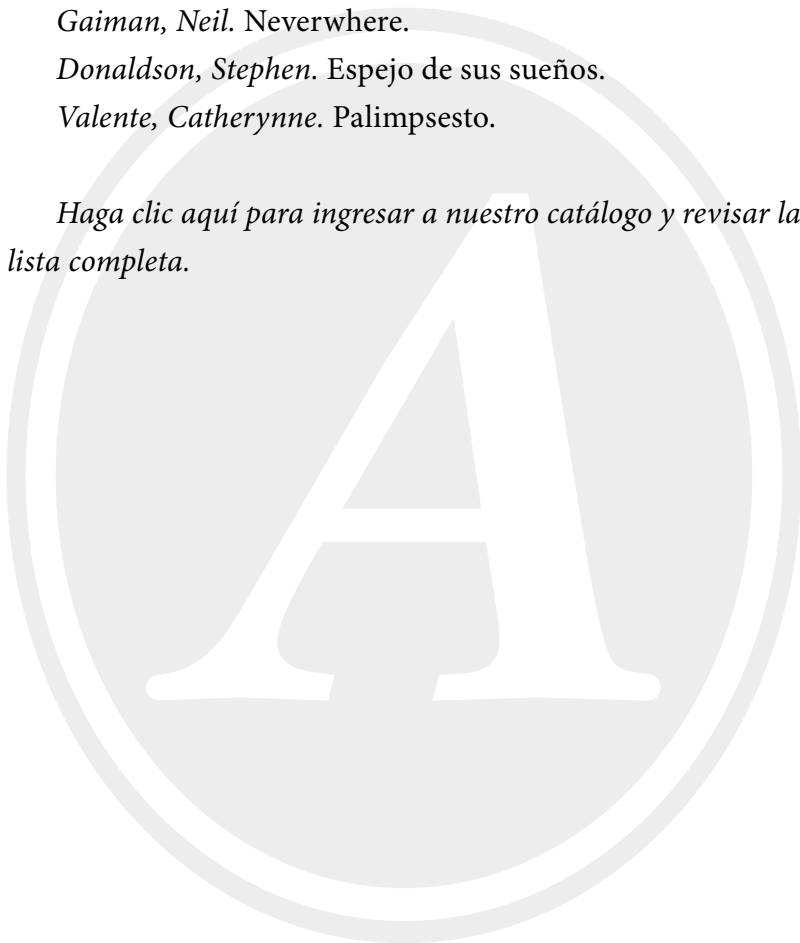 Gaiman, Neil. Neverwhere.
Donaldson, Stephen. Espejo de sus sueños.
Valente, Catherynne. Palimpsesto.
Haga clic aquí para ingresar a nuestro catálogo y revisar la
lista completa.
A